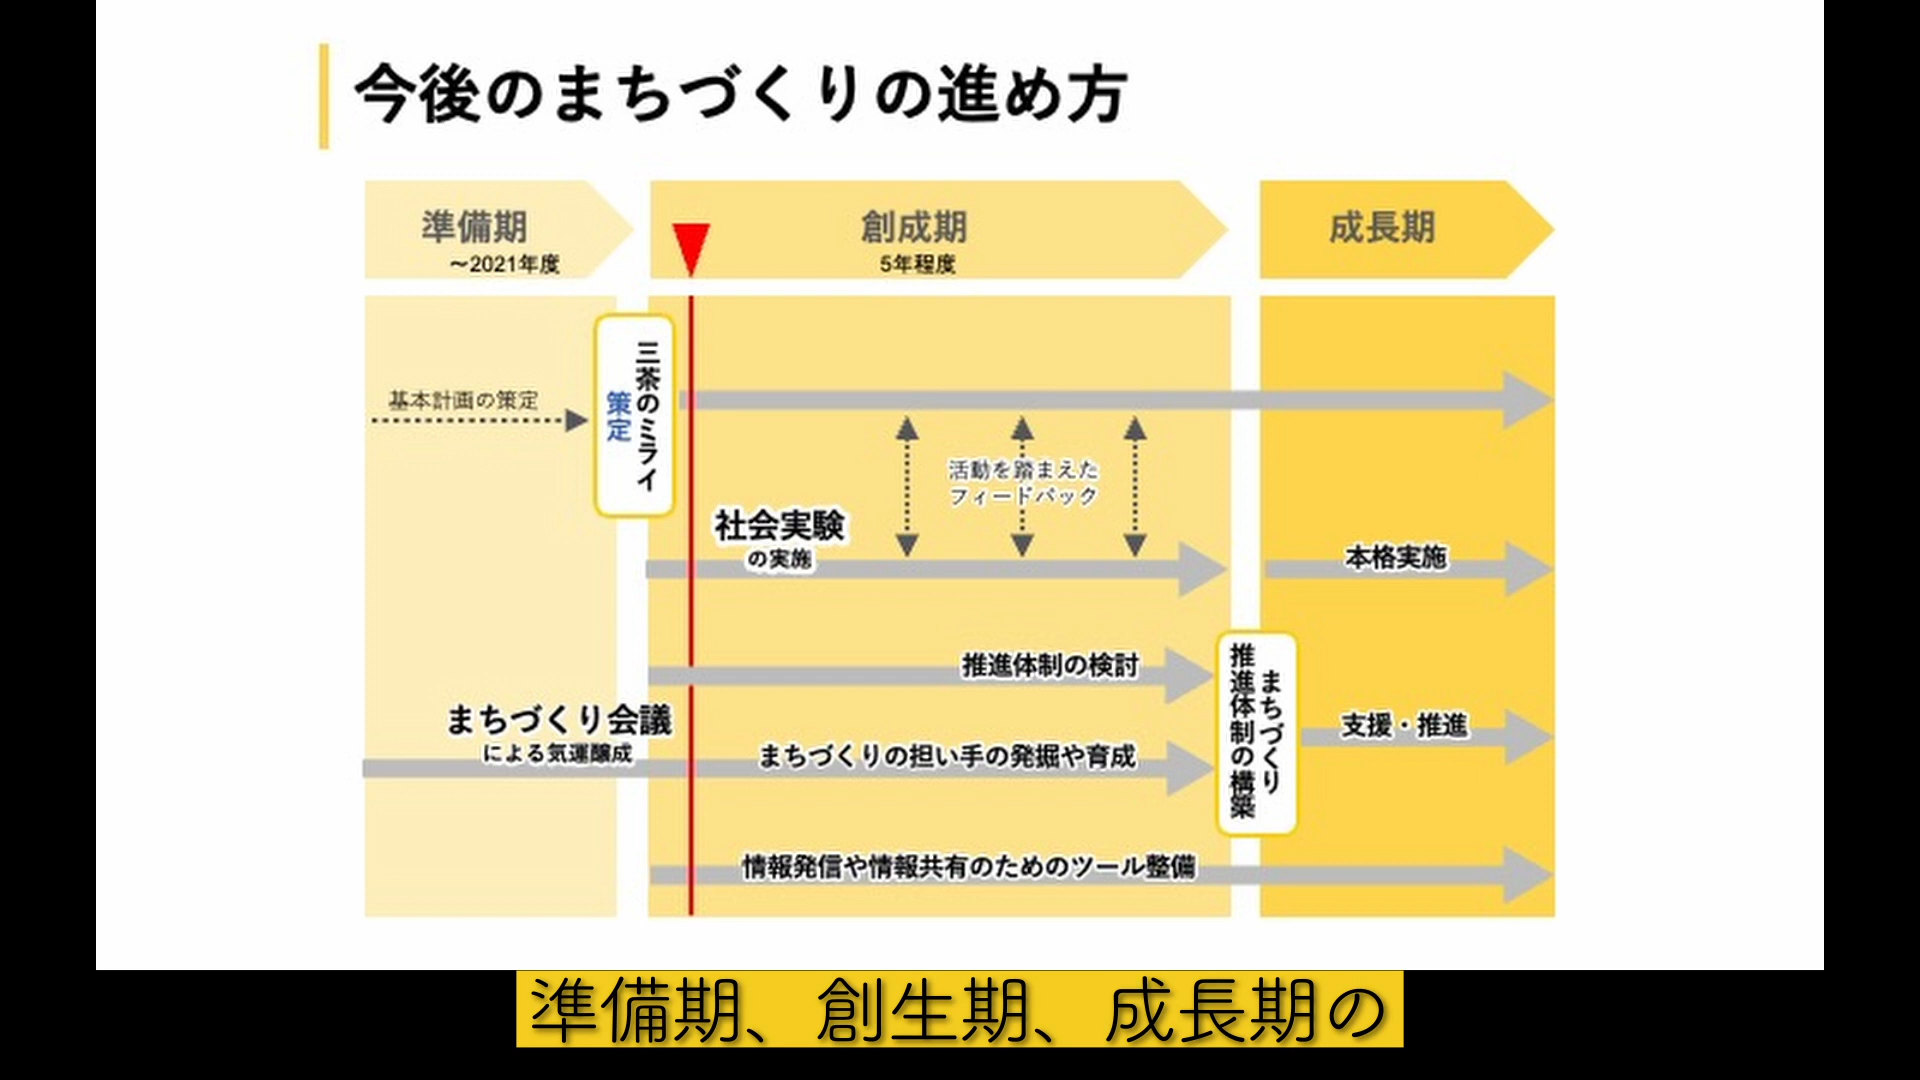 今後のまちづくりの進め方
準備期
～2021年度
創成期
5年程度
成長期
基本計画の策定
三茶のミライ
策定
活動を踏まえた
フィードバック
社会実験
の実施
本格実施
推進体制の検討
まちづくり会議
による気運醸成
まちづくりの担い手の発掘や育成
まちづくり
推進体制の構築
支援・推進
情報発信や情報共有のためのツール整備
準備期、創生期、成長期の